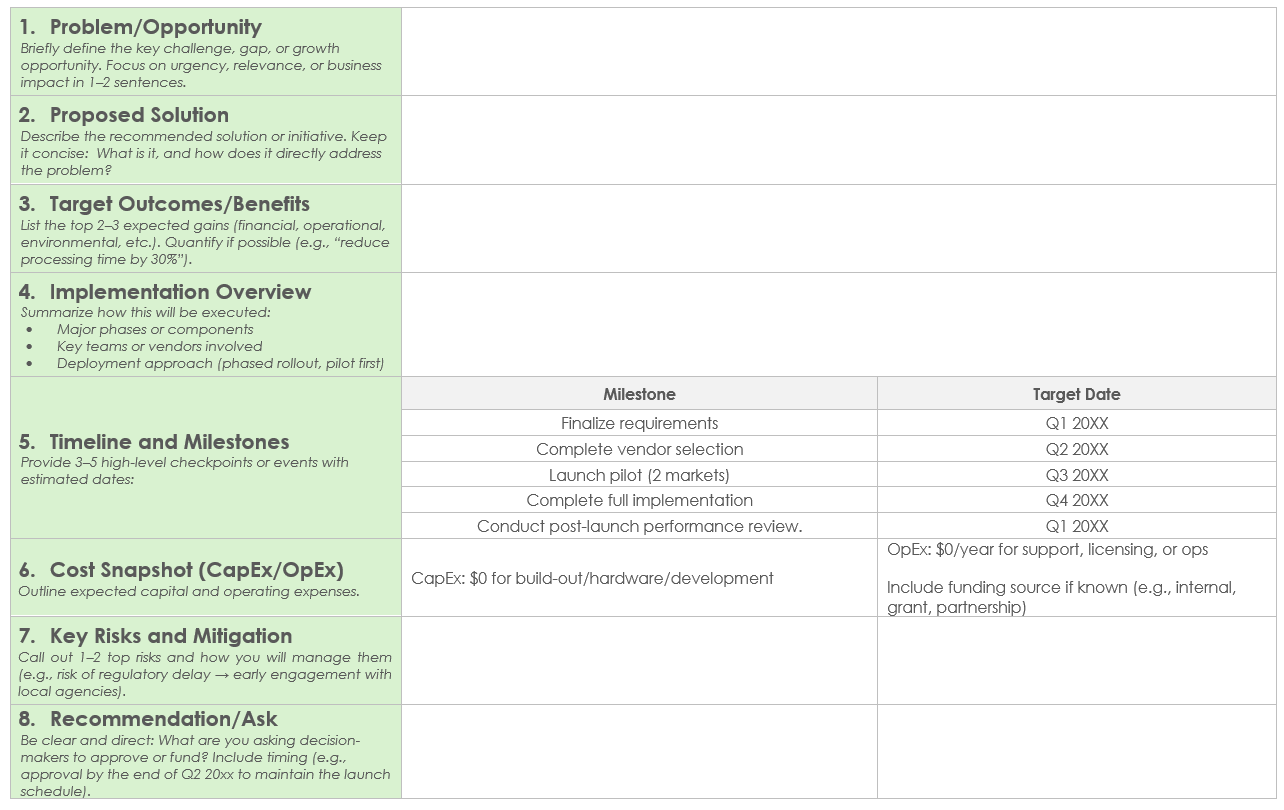 1. Problem/Opportunity
Briefly define the key challenge, gap, or growth
opportunity. Focus on urgency, relevance, or business
impact in 1–2 sentences.
2. Proposed Solution
Describe the recommended solution or initiative. Keep
it concise:  What is it, and how does it directly address
the problem?
3. Target Outcomes/Benefits
List the top 2–3 expected gains (financial, operational,
environmental, etc.). Quantify if possible (e.g., “reduce
processing time by 30%”).
4. Implementation Overview
Summarize how this will be executed:
• Major phases or components
• Key teams or vendors involved
• Deployment approach (phased rollout, pilot first)
5. Timeline and Milestones
Provide 3–5 high-level checkpoints or events with
estimated dates:
Milestone Target Date
Finalize requirements Q1 20XX
Complete vendor selection Q2 20XX
Launch pilot (2 markets) Q3 20XX
Complete full implementation Q4 20XX
Conduct post-launch performance review. Q1 20XX
6. Cost Snapshot (CapEx/OpEx)
Outline expected capital and operating expenses.
CapEx: $0 for build-out/hardware/development
OpEx: $0/year for support, licensing, or ops
Include funding source if known (e.g., internal,
grant, partnership)
7. Key Risks and Mitigation
Call out 1–2 top risks and how you will manage them
(e.g., risk of regulatory delay → early engagement with
local agencies).
8. Recommendation/Ask
Be clear and direct: What are you asking decision-
makers to approve or fund? Include timing (e.g.,
approval by the end of Q2 20xx to maintain the launch
schedule).